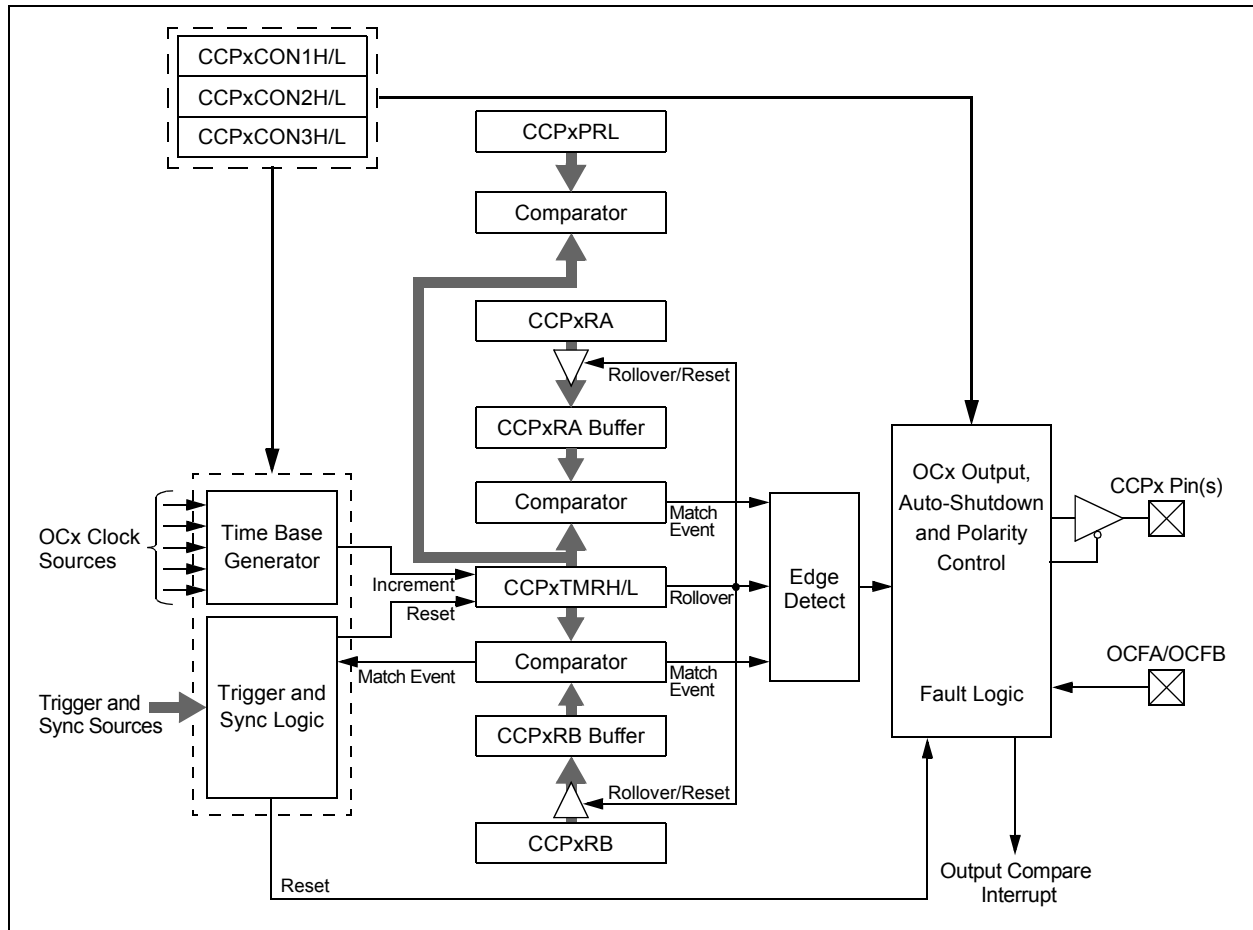 CCPxCON1H/L
CCPxCON2H/L
CCPxCON3H/L
CCPxPRL
Comparator
CCPxRA
Rollover/Reset
CCPxRA Buffer
Comparator
Match
Event
OCx Clock
Sources
Time Base
Generator
Increment
Reset
CCPxTMRH/L
Rollover
Edge
Detect
OCx Output,
Auto-Shutdown
and Polarity
Control
CCPx Pin(s)
Fault Logic
OCFA/OCFB
Trigger and
Sync Sources
Trigger and
Sync Logic
Match Event
Comparator
Match
Event
CCPxRB Buffer
Rollover/Reset
CCPxRB
Reset
Output Compare
Interrupt